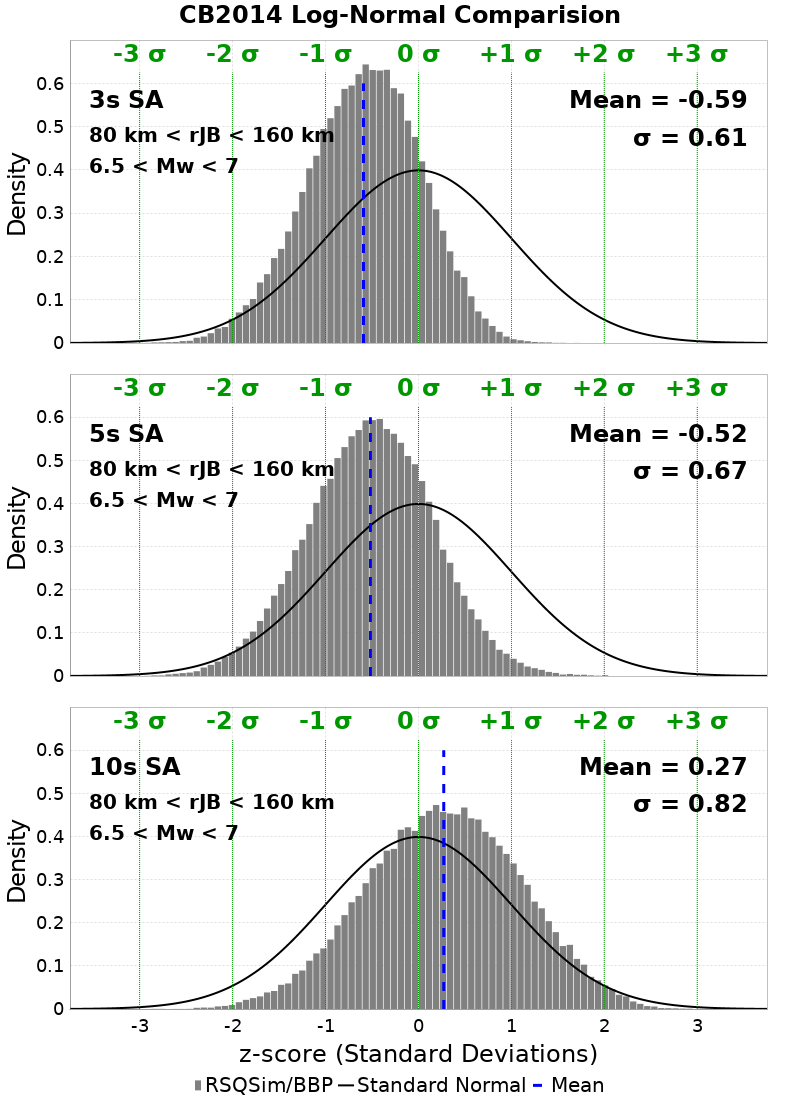 CB2014 Log-Normal Comparision
-3 σ -2 σ -1 σ 0 σ +1 σ +2 σ +3 σ
0.6
3s SA Mean = -0.59
0.5
80 km < rJB < 160 km σ = 0.61
6.5 < Mw < 7
0.4
0.3
0.2
0.1
0
Density
-3 σ -2 σ -1 σ 0 σ +1 σ +2 σ +3 σ
0.6
5s SA Mean = -0.52
0.5
80 km < rJB < 160 km σ = 0.67
6.5 < Mw < 7
0.4
0.3
0.2
0.1
0
Density
-3 σ -2 σ -1 σ 0 σ +1 σ +2 σ +3 σ
0.6
10s SA Mean = 0.27
0.5
80 km < rJB < 160 km σ = 0.82
6.5 < Mw < 7
0.4
0.3
0.2
0.1
0
Density
-3 -2 -1 0 1 2 3
z-score (Standard Deviations)
RSQSim/BBP Standard Normal Mean